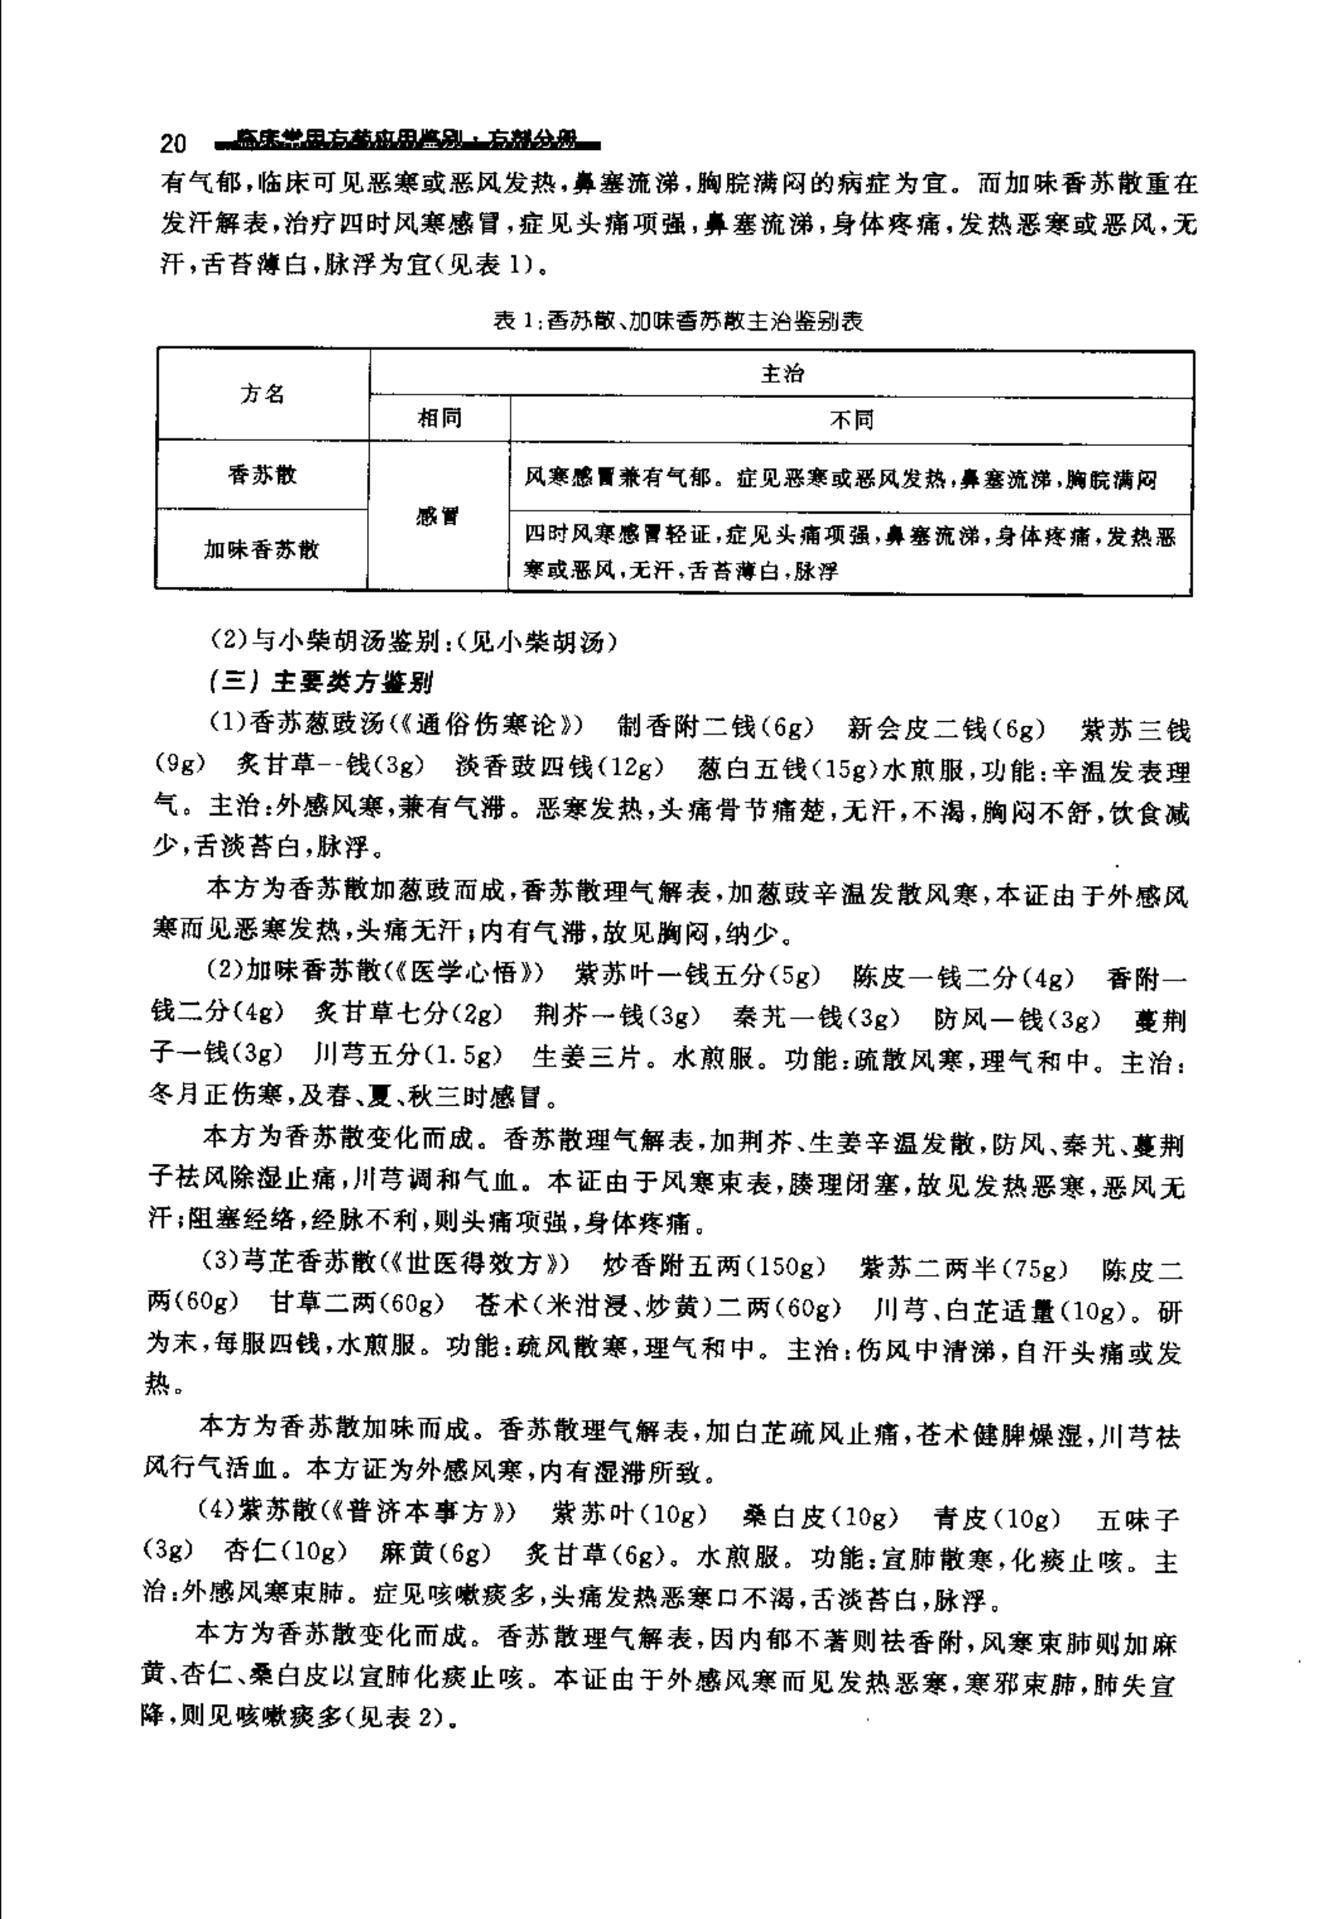 20 临床常用方药应用鉴别·方剂分册
有气郁,临床可见恶寒或恶风发热,鼻塞流涕,胸脘满闷的病症为宜。而加味香苏散重在
发汗解表,治疗四时风寒感冒,症见头痛项强,鼻塞流涕,身体疼痛,发热恶寒或恶风,无
汗,舌苔薄白,脉浮为宜(见表1)。
表1:香苏散、加味香苏散主治鉴别表
方名
主治
相同
不同
香苏散
感冒
风寒感冒兼有气郁。症见恶寒或恶风发热,鼻塞流涕,胸脘满闷
加味香苏散
四时风寒感冒轻证,症见头痛项强,鼻塞流涕,身体疼痛,发热恶
寒或恶风,无汗,舌苔薄白,脉浮
(2)与小柴胡汤鉴别:(见小柴胡汤)
(三)主要类方鉴别
(1)香苏葱豉汤(《通俗伤寒论》) 制香附二钱(6g) 新会皮二钱(6g) 紫苏三钱
(9g) 炙甘草一钱(3g) 淡香豉四钱(12g) 葱白五钱(15g)水煎服,功能:辛温发表理
气。主治:外感风寒,兼有气滞。恶寒发热,头痛骨节痛楚,无汗,不渴,胸闷不舒,饮食减
少,舌淡苔白,脉浮。
本方为香苏散加葱豉而成,香苏散理气解表,加葱豉辛温发散风寒,本证由于外感风
寒而见恶寒发热,头痛无汗;内有气滞,故见胸闷,纳少。
(2)加味香苏散(《医学心悟》) 紫苏叶一钱五分(5g) 陈皮一钱二分(4g) 香附一
钱二分(4g) 炙甘草七分(2g) 荆芥一钱(3g) 秦艽一钱(3g) 防风一钱(3g) 蔓荆
子一钱(3g) 川芎五分(1.5g) 生姜三片。水煎服。功能:疏散风寒,理气和中。主治:
冬月正伤寒,及春、夏、秋三时感冒。
本方为香苏散变化而成。香苏散理气解表,加荆芥、生姜辛温发散,防风、秦艽、蔓荆
子祛风除湿止痛,川芎调和气血。本证由于风寒束表,腠理闭塞,故见发热恶寒,恶风无
汗;阻塞经络,经脉不利,则头痛项强,身体疼痛。
(3)芎芷香苏散(《世医得效方》) 炒香附五两(150g) 紫苏二两半(75g) 陈皮二
两(60g) 甘草二两(60g) 苍术(米泔浸、炒黄)二两(60g) 川芎、白芷适量(10g)。研
为末,每服四钱,水煎服。功能:疏风散寒,理气和中。主治:伤风中清涕,自汗头痛或发
热。
本方为香苏散加味而成。香苏散理气解表,加白芷疏风止痛,苍术健脾燥湿,川芎祛
风行气活血。本方证为外感风寒,内有湿滞所致。
(4)紫苏散(《普济本事方》) 紫苏叶(10g) 桑白皮(10g) 青皮(10g) 五味子
(3g) 杏仁(10g) 麻黄(6g) 炙甘草(6g)。水煎服。功能:宣肺散寒,化痰止咳。主
治:外感风寒束肺。症见咳嗽痰多,头痛发热恶寒口不渴,舌淡苔白,脉浮。
本方为香苏散变化而成。香苏散理气解表,因内郁不著则祛香附,风寒束肺则加麻
黄、杏仁、桑白皮以宣肺化痰止咳。本证由于外感风寒而见发热恶寒,寒邪束肺,肺失宣
降,则见咳嗽痰多(见表2)。